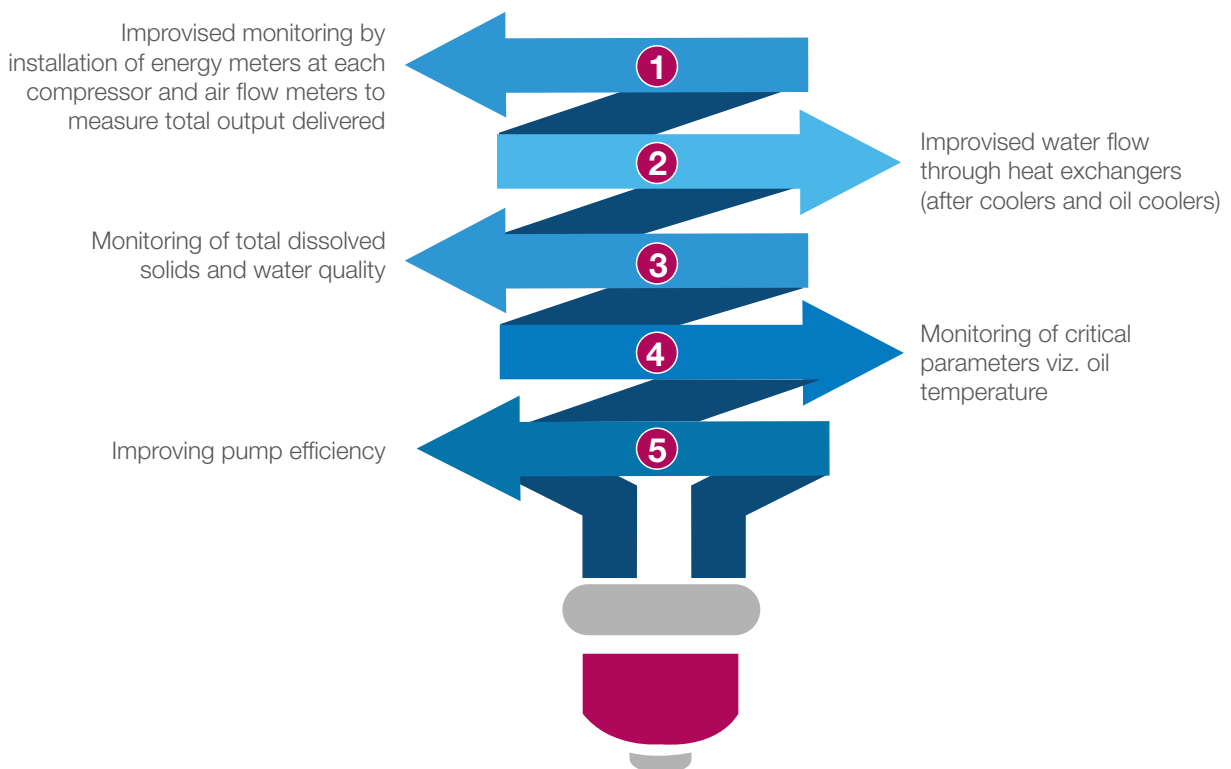 Improvised monitoring by
installation of energy meters at each
compressor and air flow meters to
measure total output delivered
1
2
Improvised water flow
through heat exchangers
(after coolers and oil coolers)
Monitoring of total dissolved
solids and water quality
3
4
Monitoring of critical
parameters viz. oil
temperature
Improving pump efficiency
5